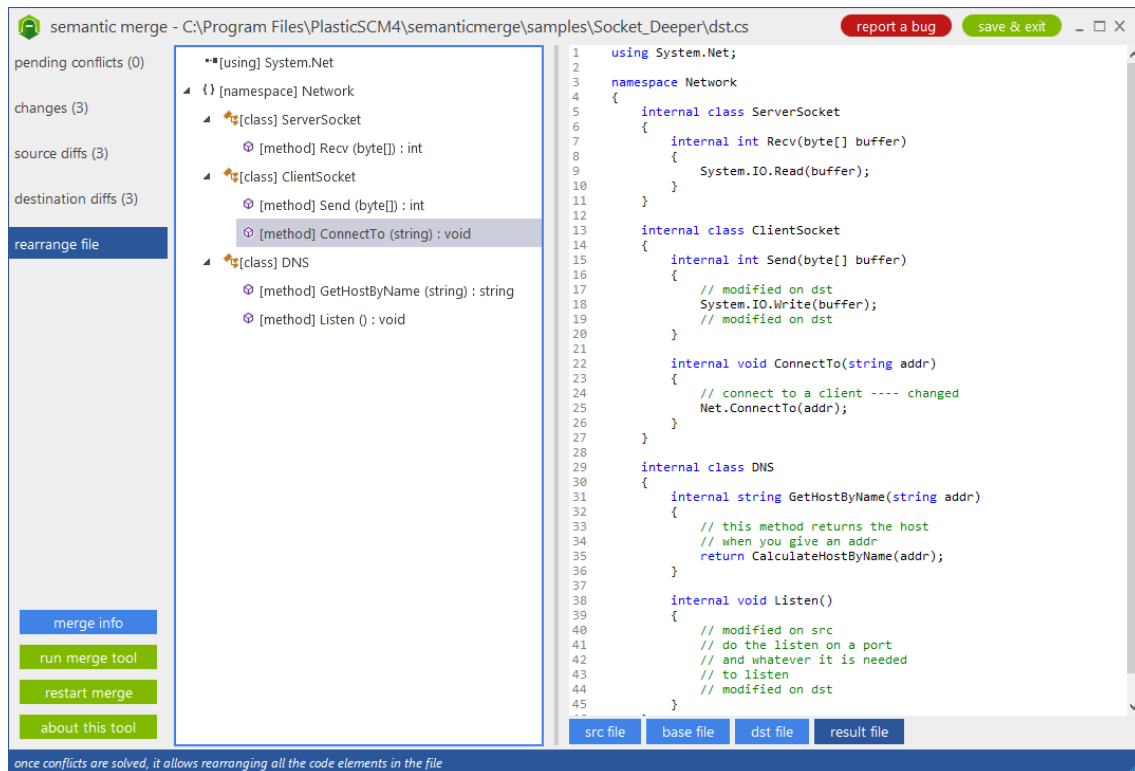 semantic merge - C:\Program Files\PlasticSCM4\semanticmerge\samples\Socket_Deeper\dst.cs
report a bug
save & exit
pending conflicts (0)
changes (3)
source diffs (3)
destination diffs (3)
rearrange file
merge info
run merge tool
restart merge
about this tool
[using] System.Net
{} [namespace] Network
[class] ServerSocket
[method] Recv (byte[]) : int
[class] ClientSocket
[method] Send (byte[]) : int
[method] ConnectTo (string) : void
[class] DNS
[method] GetHostByName (string) : string
[method] Listen () : void
1 using System.Net;
2
3 namespace Network
4 {
5 internal class ServerSocket
6 {
7 internal int Recv(byte[] buffer)
8 {
9 System.IO.Read(buffer);
10 }
11 }
12
13 internal class ClientSocket
14 {
15 internal int Send(byte[] buffer)
16 {
17 // modified on dst
18 System.IO.Write(buffer);
19 // modified on dst
20 }
21
22 internal void ConnectTo(string addr)
23 {
24 // connect to a client ---- changed
25 Net.ConnectTo(addr);
26 }
27 }
28
29 internal class DNS
30 {
31 internal string GetHostByName(string addr)
32 {
33 // this method returns the host
34 // when you give an addr
35 return CalculateHostByName(addr);
36 }
37
38 internal void Listen()
39 {
40 // modified on src
41 // do the listen on a port
42 // and whatever it is needed
43 // to listen
44 // modified on dst
45 }
src file
base file
dst file
result file
once conflicts are solved, it allows rearranging all the code elements in the file